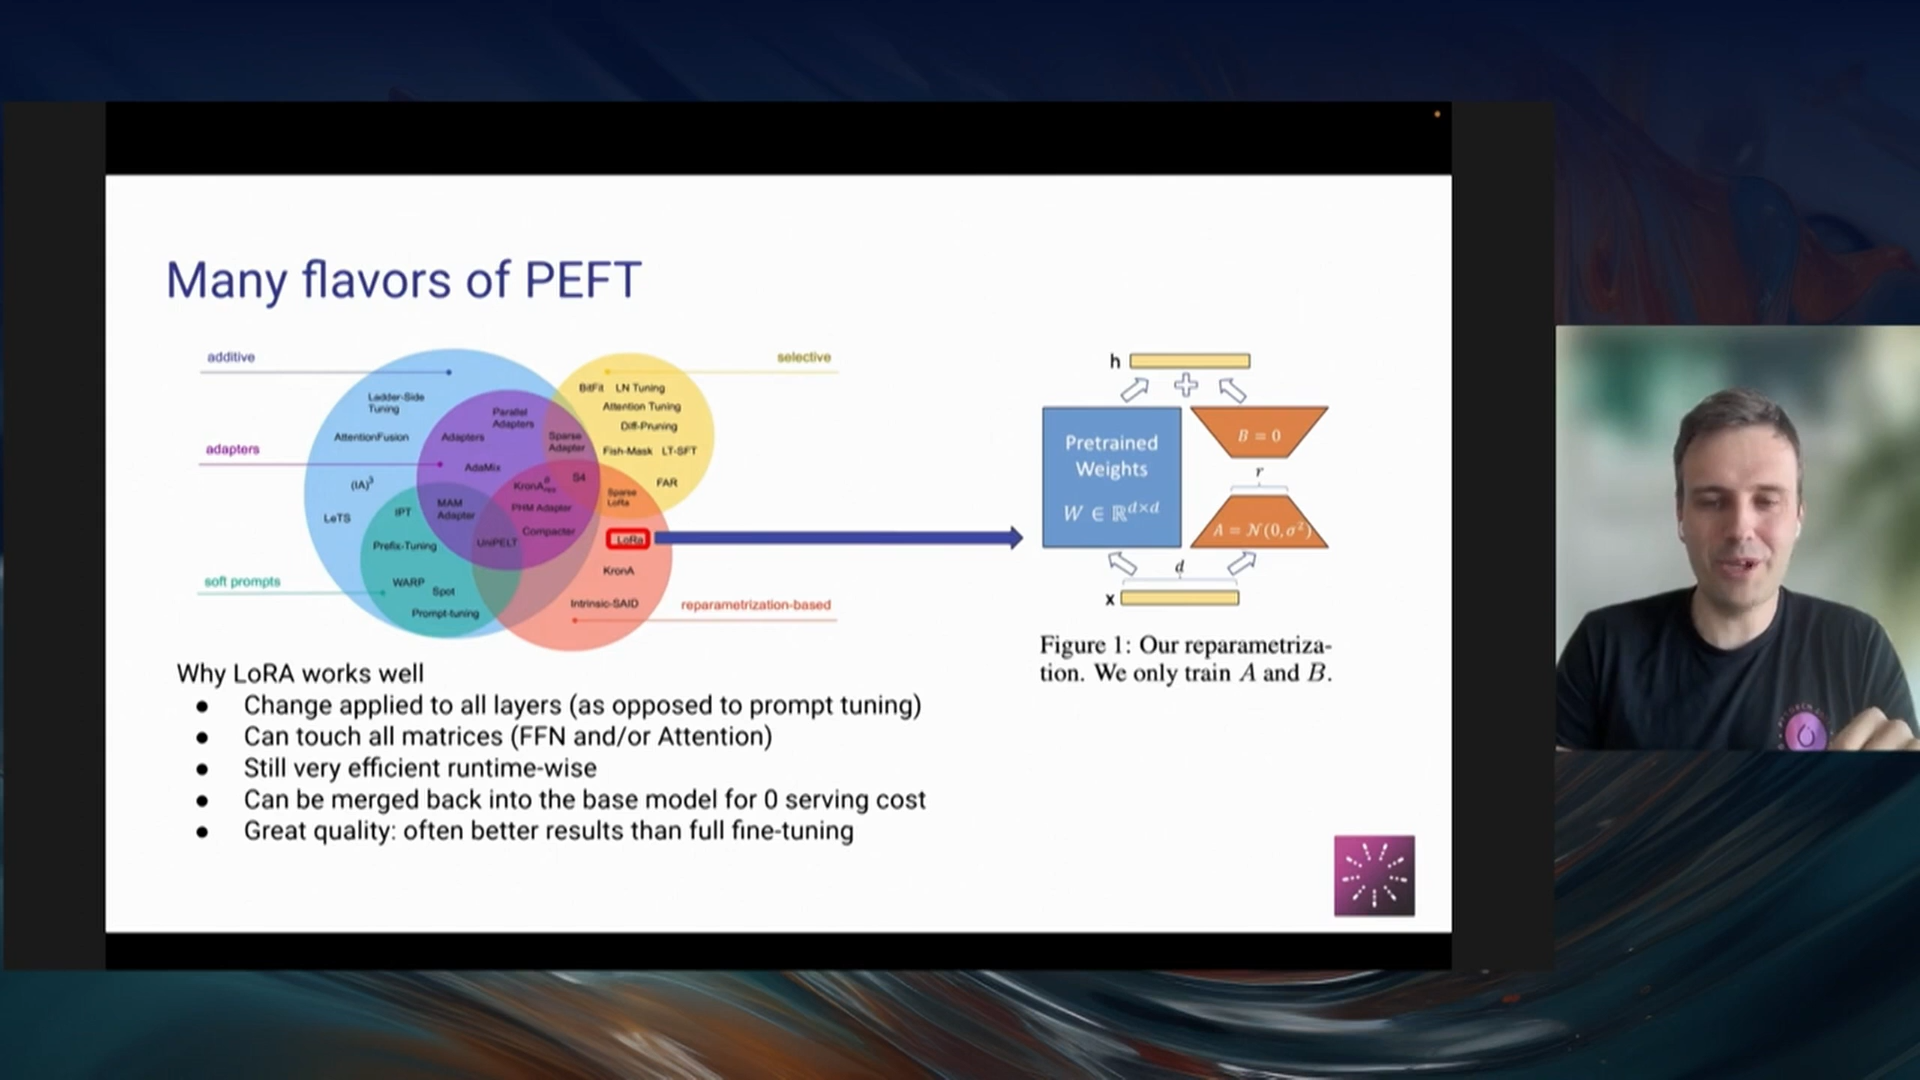 Many flavors of PEFT
additive
selective
adapters
soft prompts
reparametrization-based
Ladder-Side
Tuning
AttentionFusion
(IA)³
LeTS
Adapters
Parallel
Adapters
AdaMix
Sparse
Adapter
BitFit LN Tuning
Attention Tuning
Diff-Pruning
Fish-Mask LT-SFT
FAR
S4
Sparse
LoRa
MAM
Adapter
PHM Adapter
Compacter
UniPELT
IPT
Prefix-Tuning
WARP
Spot
Prompt-tuning
LoRa
KronA
Intrinsic-SAID
h
Pretrained
Weights
W ∈ ℝ^{d×d}
B = 0
r
A = 𝒩(0, σ²)
d
x
Figure 1: Our reparametriza-
tion. We only train A and B.
Why LoRA works well
● Change applied to all layers (as opposed to prompt tuning)
● Can touch all matrices (FFN and/or Attention)
● Still very efficient runtime-wise
● Can be merged back into the base model for 0 serving cost
● Great quality: often better results than full fine-tuning